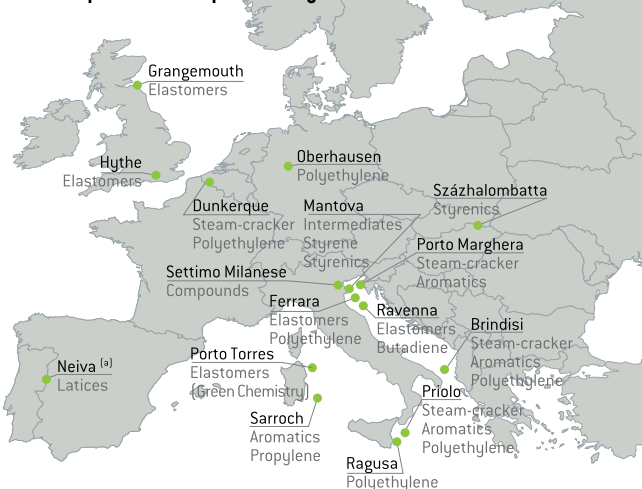 Grangemouth
Elastomers
Hythe
Elastomers
Oberhausen
Polyethylene
Dunkerque
Steam-cracker
Polyethylene
Mantova
Intermediates
Styrene
Styrenics
Százhalombatta
Styrenics
Porto Marghera
Steam-cracker
Aromatics
Settimo Milanese
Compounds
Ferrara
Elastomers
Polyethylene
Ravenna
Elastomers
Butadiene
Brindisi
Steam-cracker
Aromatics
Polyethylene
Porto Torres
Elastomers
(Green Chemistry)
Neiva (a)
Latices
Sarroch
Aromatics
Propylene
Priolo
Steam-cracker
Aromatics
Polyethylene
Ragusa
Polyethylene